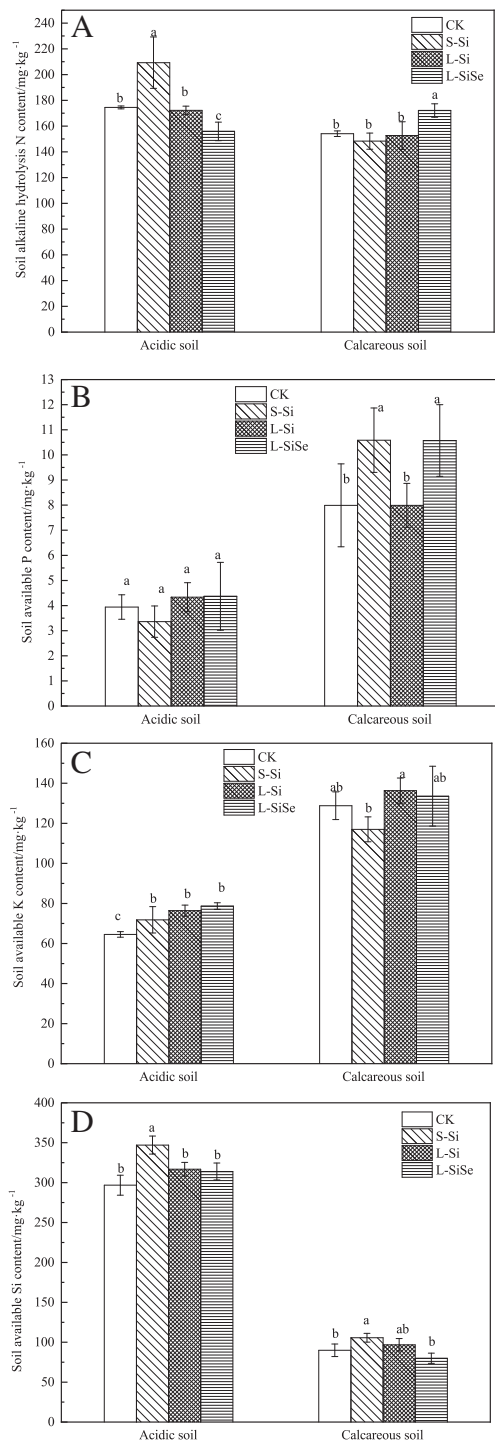 A
CK
S-Si
L-Si
L-SiSe
Soil alkaline hydrolysis N content/mg·kg⁻¹
240
220
200
180
160
140
120
100
80
60
40
20
0
b
a
b
c
b
b
b
a
Acidic soil
Calcareous soil
B
CK
S-Si
L-Si
L-SiSe
Soil available P content/mg·kg⁻¹
13
12
11
10
9
8
7
6
5
4
3
2
1
0
a
a
a
a
b
a
b
a
Acidic soil
Calcareous soil
C
CK
S-Si
L-Si
L-SiSe
Soil available K content/mg·kg⁻¹
160
140
120
100
80
60
40
20
0
c
b
b
b
ab
b
a
ab
Acidic soil
Calcareous soil
D
CK
S-Si
L-Si
L-SiSe
Soil available Si content/mg·kg⁻¹
400
350
300
250
200
150
100
50
0
b
a
b
b
b
a
ab
b
Acidic soil
Calcareous soil